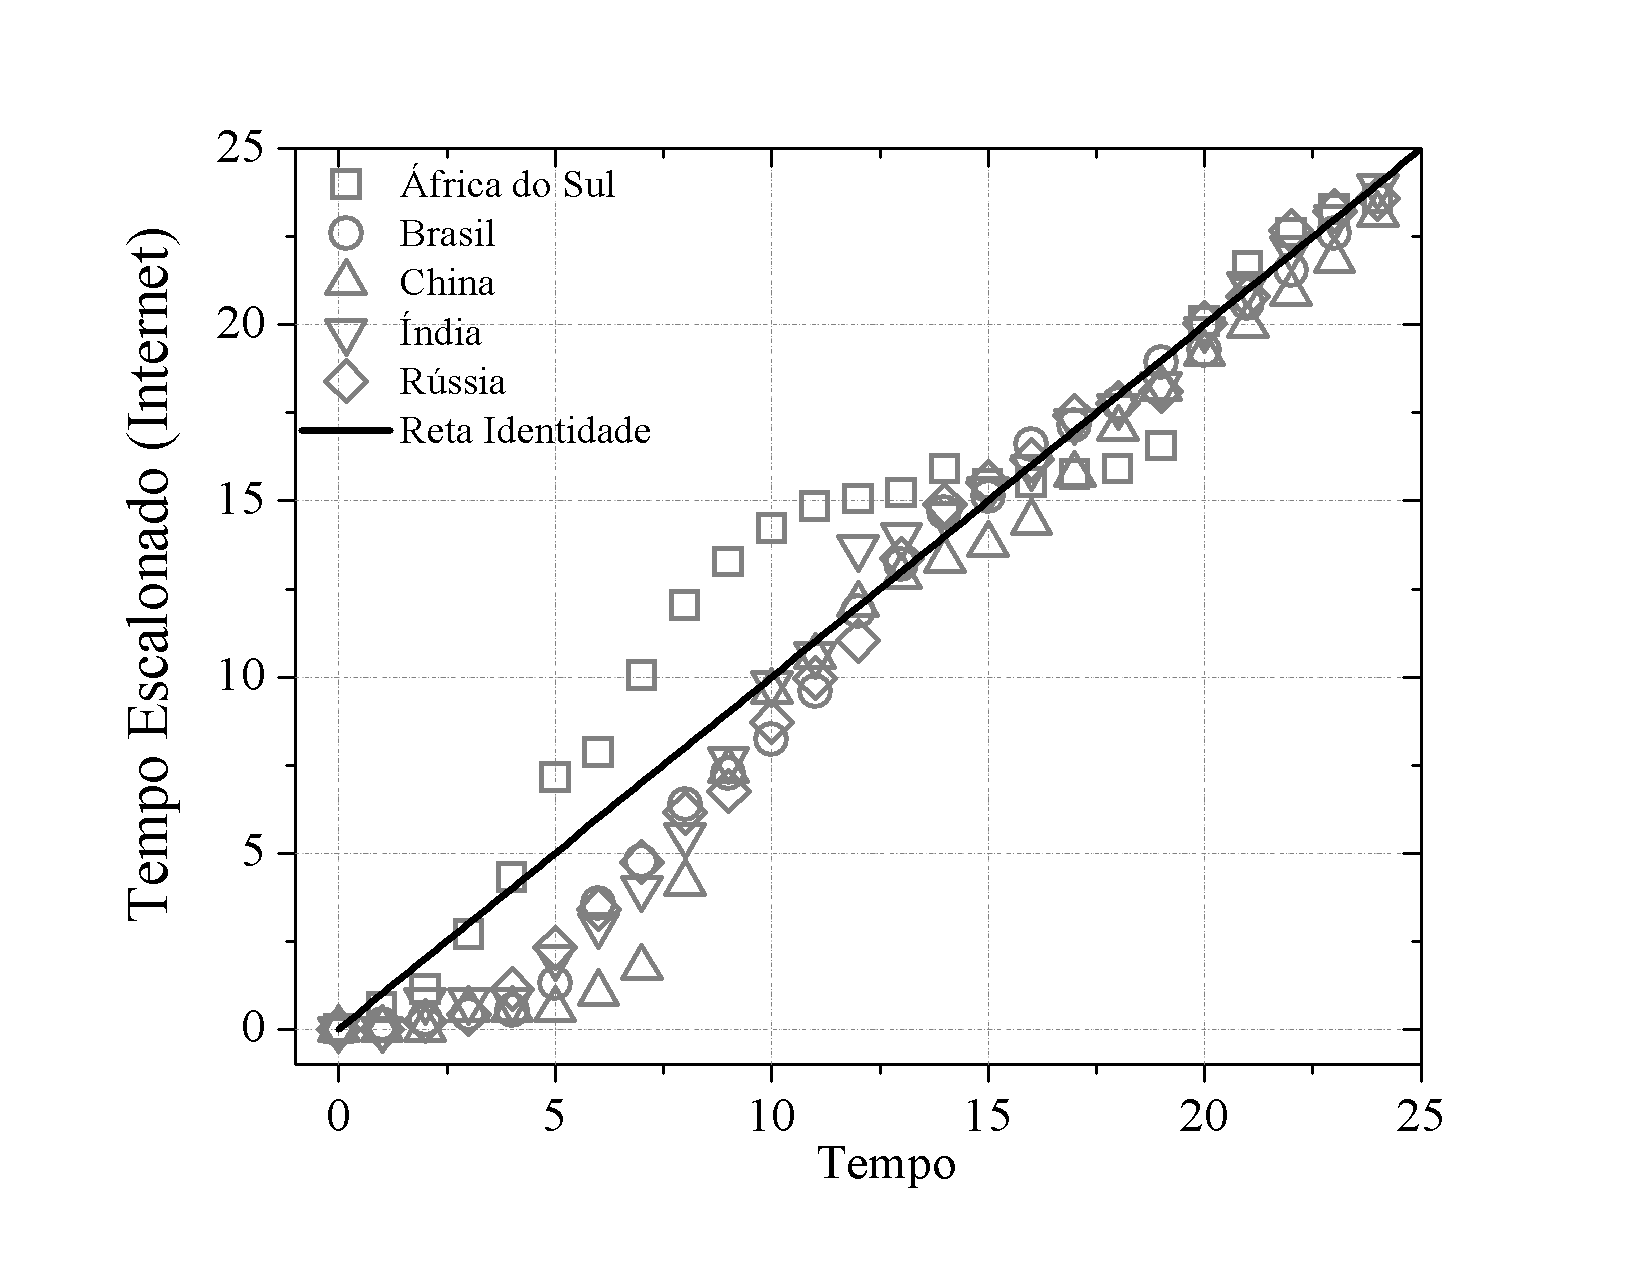 Tempo Escalonado (Internet)
25
20
15
10
5
0
África do Sul
Brasil
China
Índia
Rússia
Reta Identidade
0 5 10 15 20 25
Tempo